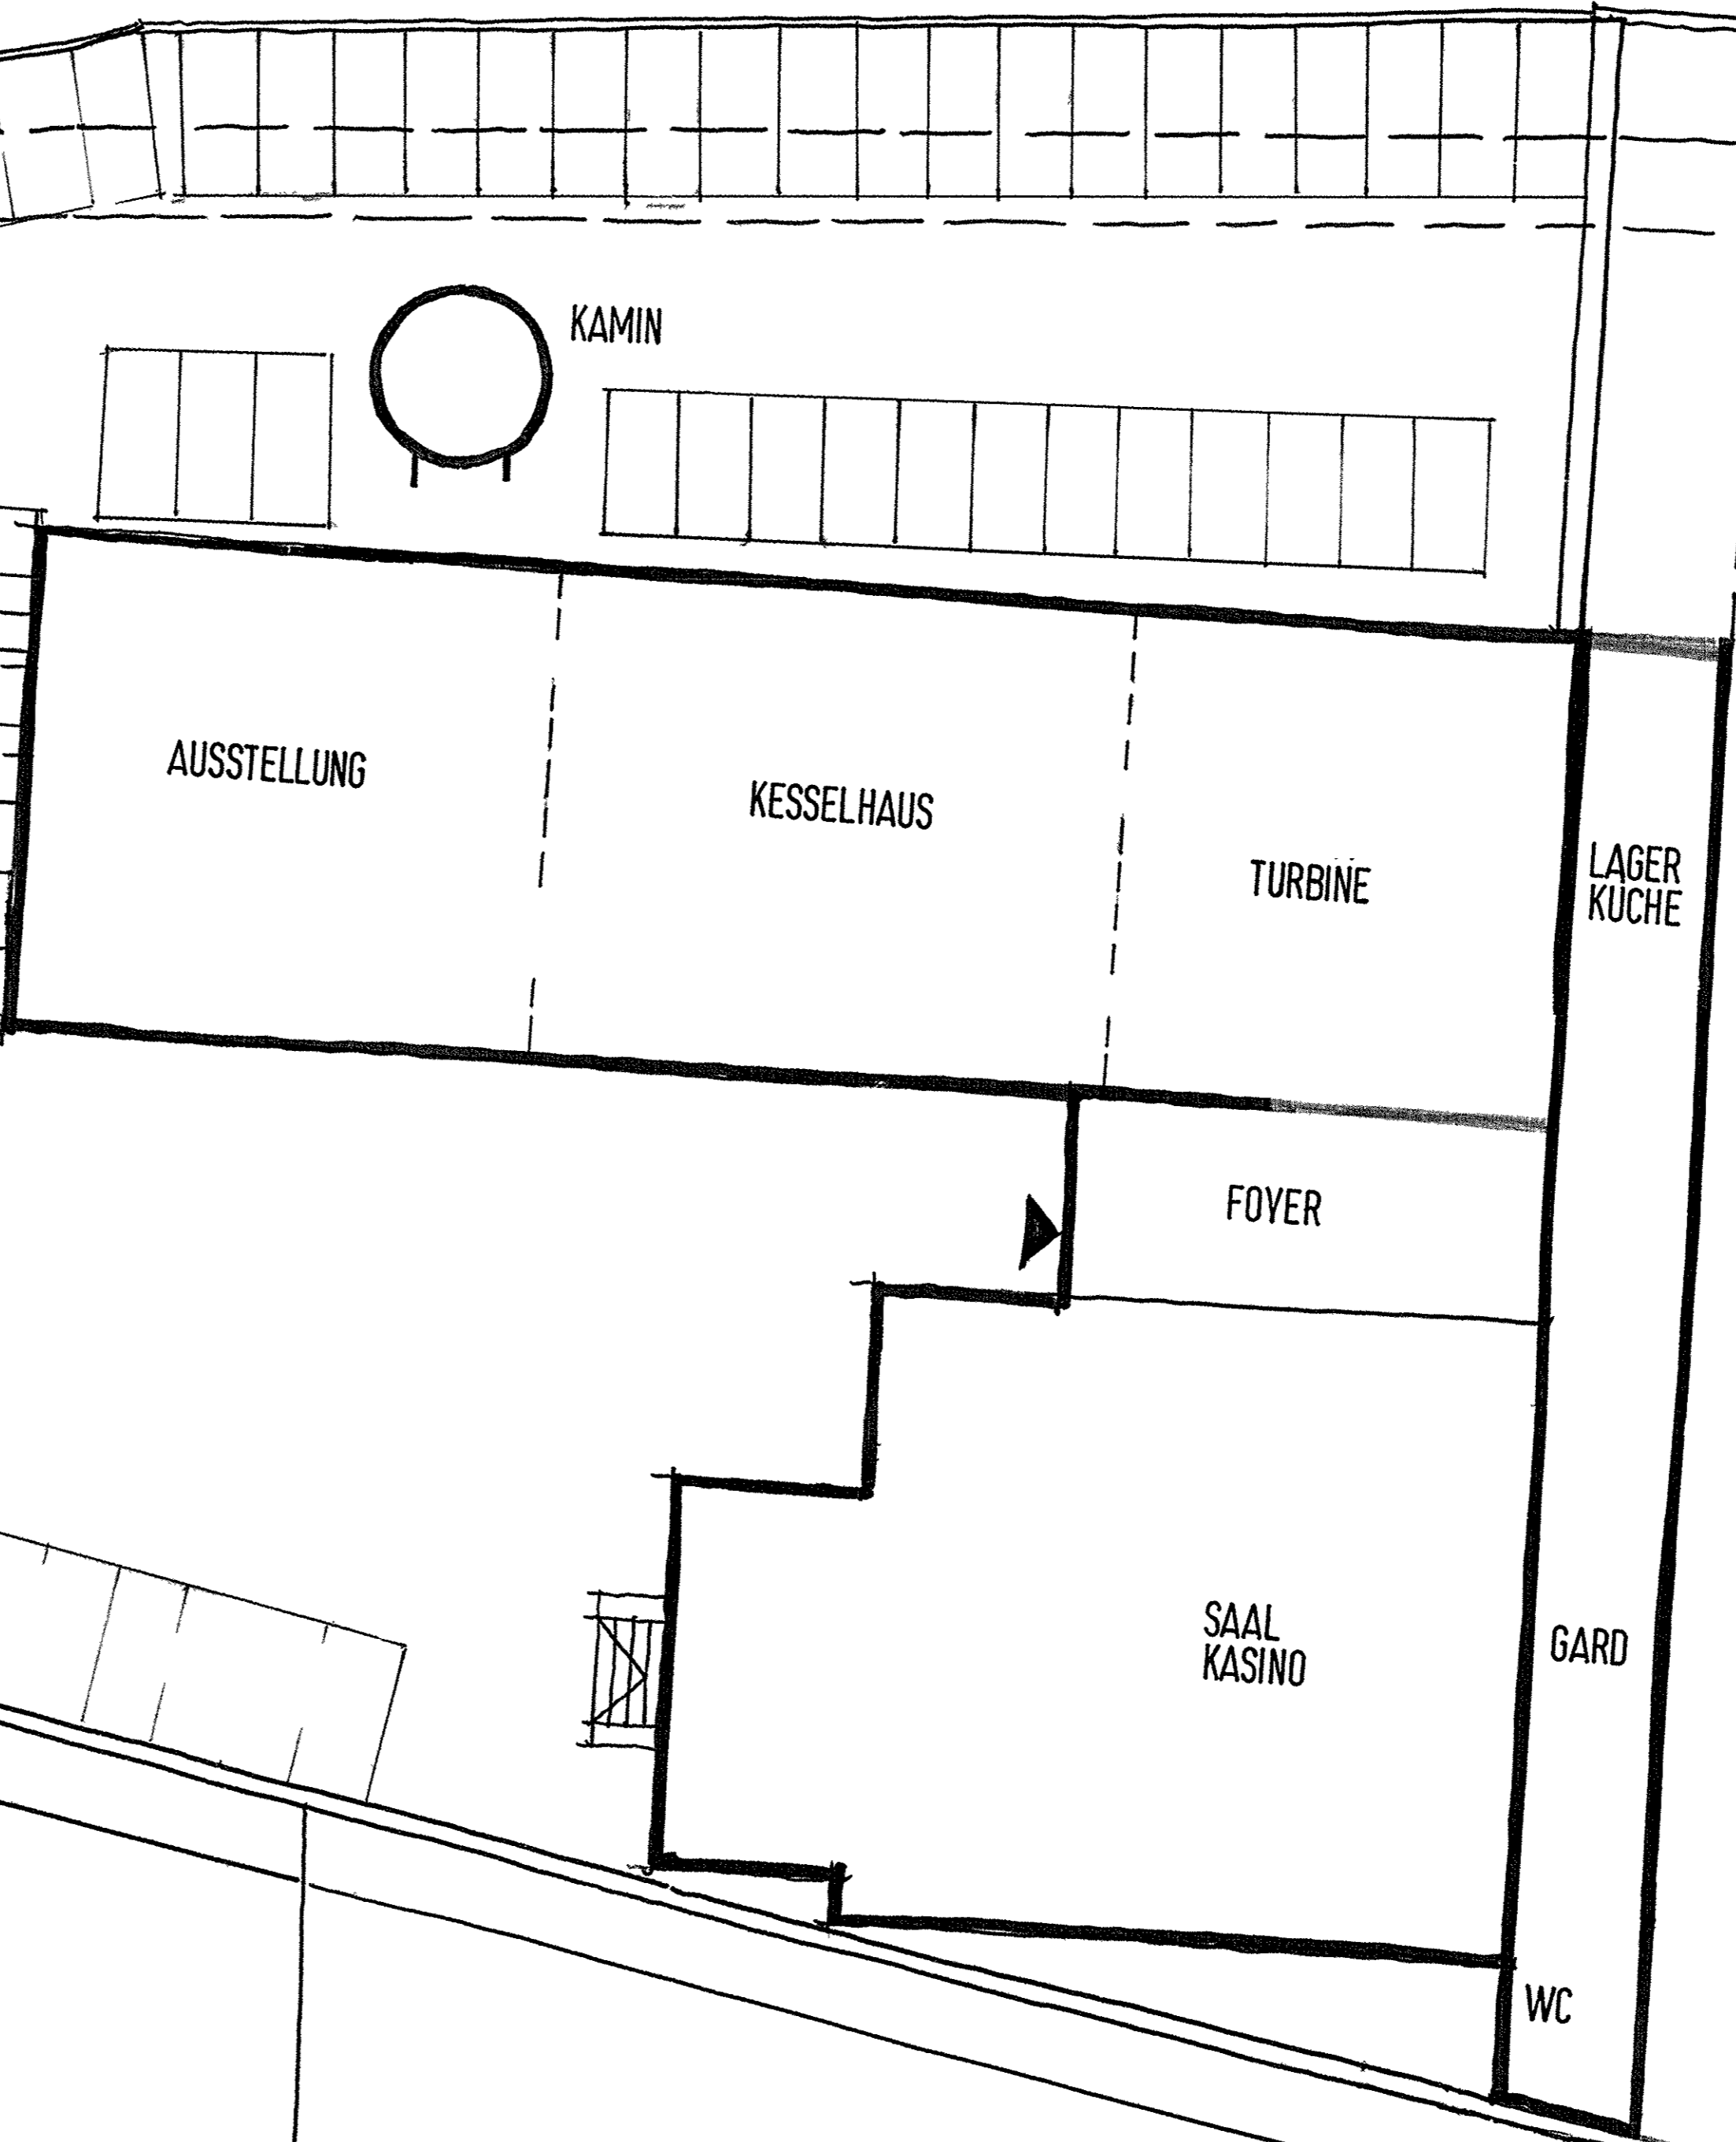 KAMIN
AUSSTELLUNG
KESSELHAUS
TURBINE
LAGER
KÜCHE
FOYER
SAAL
KASINO
GARD
WC